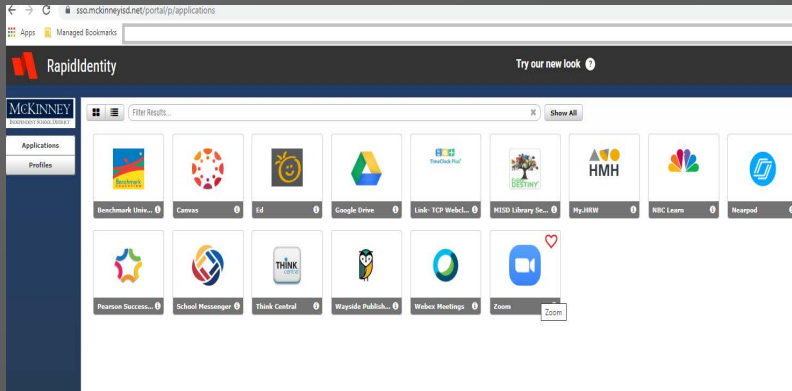 sso.mckinneyisd.net/portal/p/applications
Apps Managed Bookmarks
RapidIdentity Try our new look ?
McKINNEY
INDEPENDENT SCHOOL DISTRICT
Filter Results... Show All
Applications
Profiles
Benchmark
EDUCATION
TimeClock Plus
DESTINY
HMH
Benchmark Univ... Canvas Ed Google Drive Link- TCP Webcl... MISD Library Se... My.HRW NBC Learn Nearpod
THiNK
central
Pearson Success... School Messenger Think Central Wayside Publish... Webex Meetings Zoom
Zoom